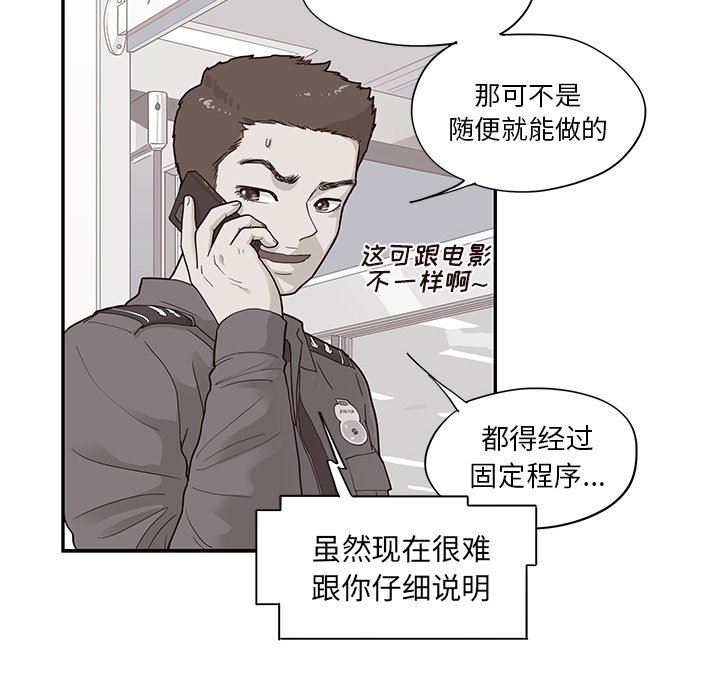 那可不是
随便就能做的
这可跟电影
不一样啊~
都得经过
固定程序...
police
虽然现在很难
跟你仔细说明